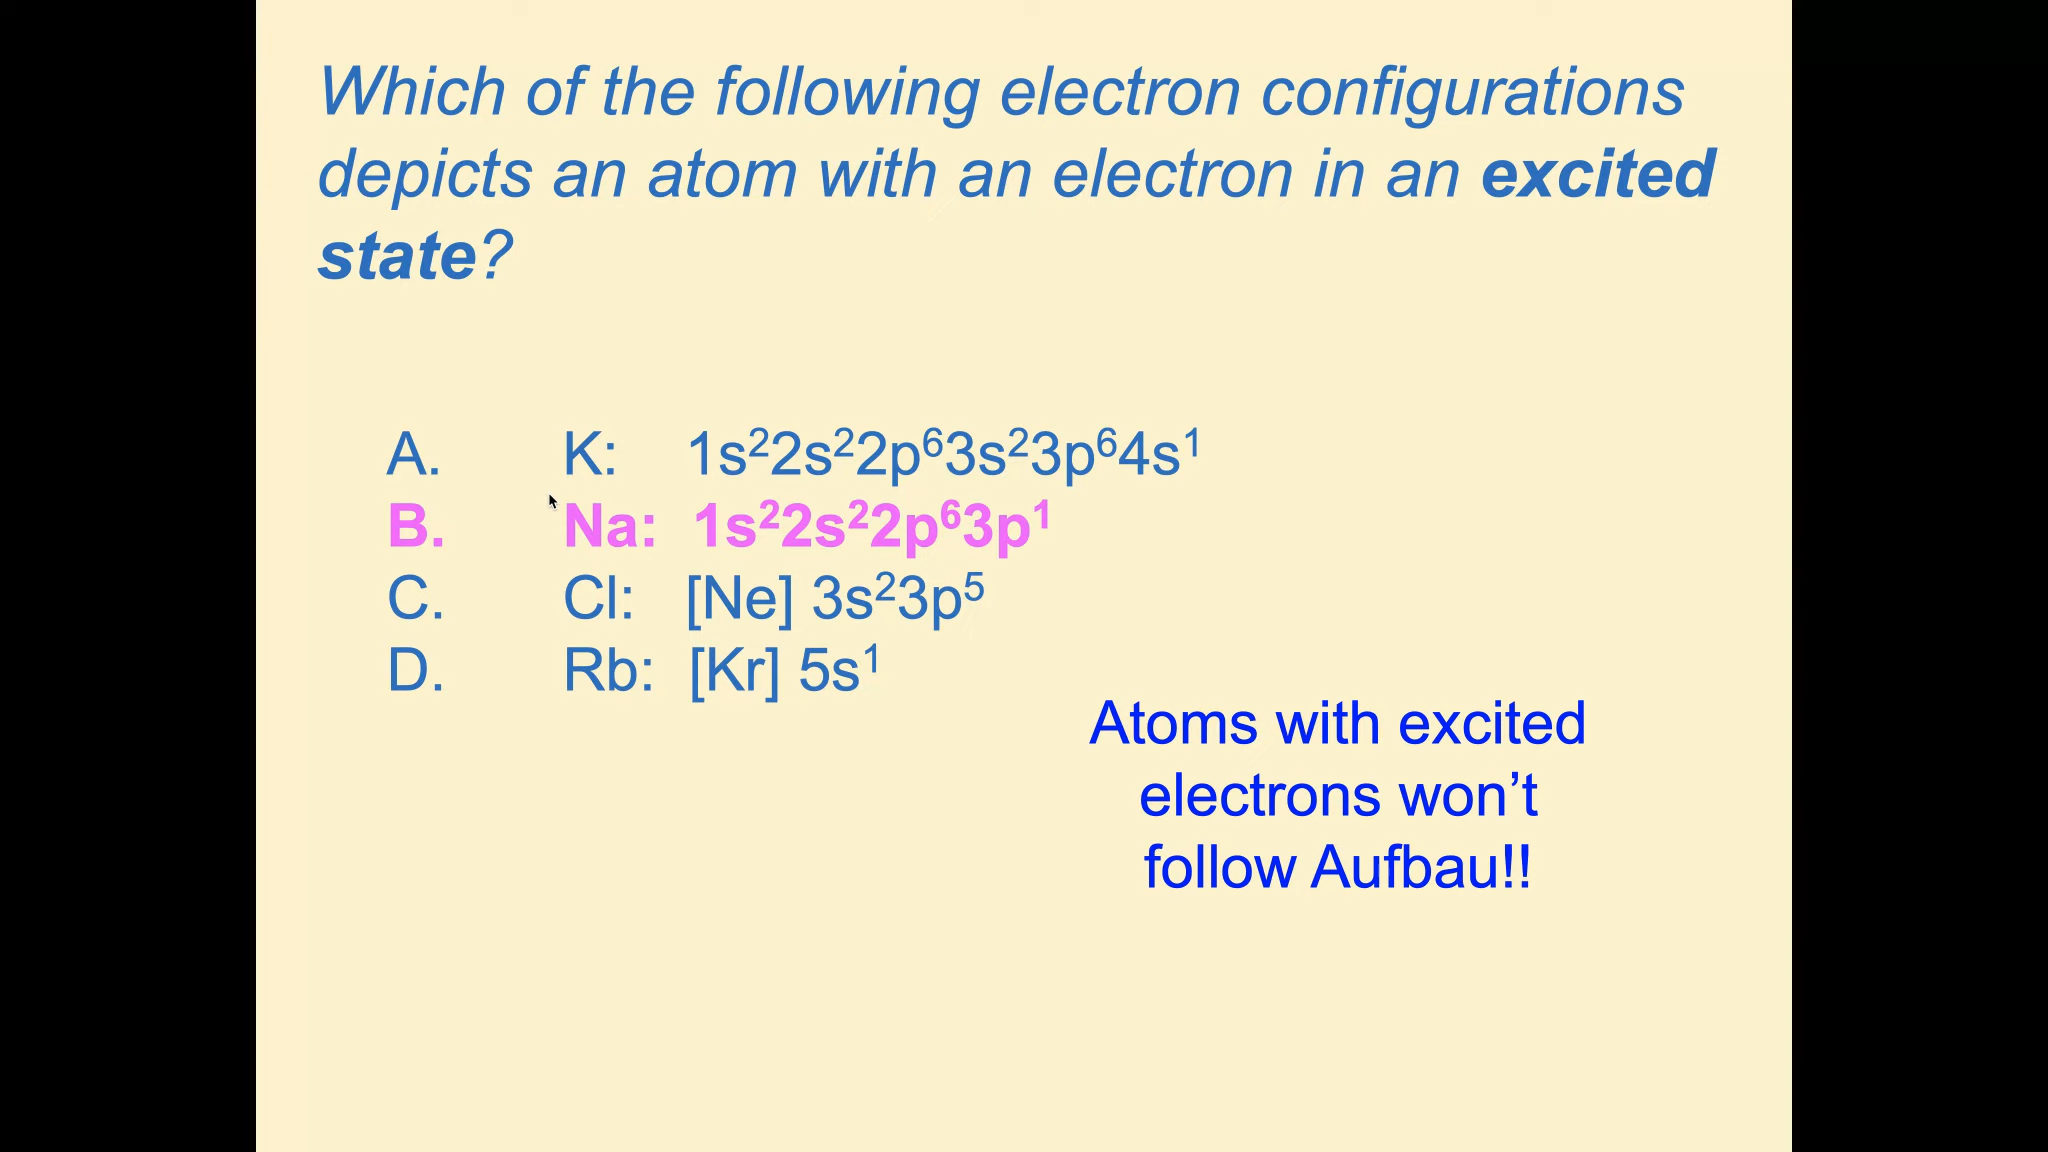 Which of the following electron configurations
depicts an atom with an electron in an excited
state?
A. K: 1s²2s²2p⁶3s²3p⁶4s¹
B. Na: 1s²2s²2p⁶3p¹
C. Cl: [Ne] 3s²3p⁵
D. Rb: [Kr] 5s¹
Atoms with excited
electrons won’t
follow Aufbau!!